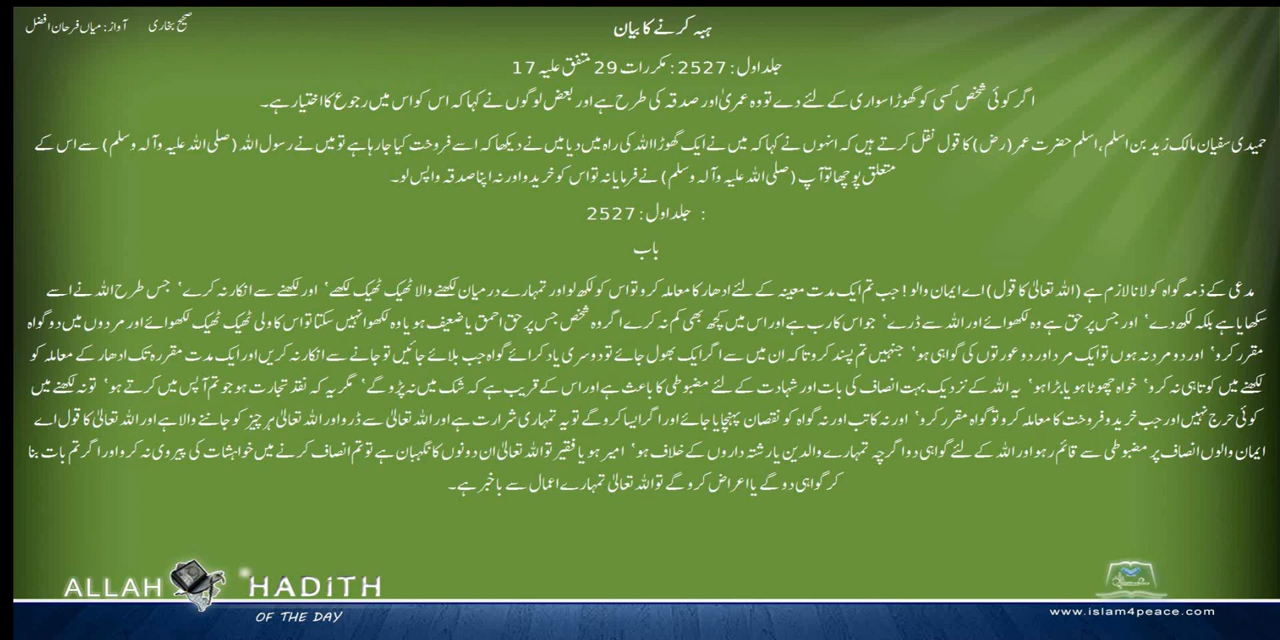 صحیح بخاری
آواز: میاں فرحان افضل
ہبہ کرنے کا بیان
جلد اول : 2527 : مکررات 29 متفق علیہ 17
اگر کوئی شخص کسی کو گھوڑا سواری کے لئے دے تو وہ عمریٰ اور صدقہ کی طرح ہے اور بعض لوگوں نے کہا کہ اس کو اس میں رجوع کا اختیار ہے۔
حمیدی سفیان مالک زید بن اسلم، اسلم حضرت عمر (رض) کا قول نقل کرتے ہیں کہ انہوں نے کہا کہ میں نے ایک گھوڑا اللہ کی راہ میں دیا میں نے دیکھا کہ اسے فروخت کیا جا رہا ہے تو میں نے رسول اللہ (صلی اللہ علیہ وآلہ وسلم) سے اس کے
متعلق پوچھا تو آپ (صلی اللہ علیہ وآلہ وسلم) نے فرمایا نہ تو اس کو خریدو اور نہ اپنا صدقہ واپس لو۔
: جلد اول : 2527
باب
مدعی کے ذمہ گواہ کو لانا لازم ہے (اللہ تعالیٰ کا قول) اے ایمان والو! جب تم ایک مدت معینہ کے لئے ادھار کا معاملہ کرو تو اس کو لکھ لو اور تمہارے درمیان لکھنے والا ٹھیک ٹھیک لکھے‘ اور لکھنے سے انکار نہ کرے‘ جس طرح اللہ نے اسے
سکھایا ہے بلکہ لکھ دے‘ اور جس پر حق ہے وہ لکھوائے اور اللہ سے ڈرے‘ جو اس کا رب ہے اور اس میں کچھ بھی کم نہ کرے اگر وہ شخص جس پر حق احمق یا ضعیف ہو یا وہ لکھوا نہیں سکتا تو اس کا ولی ٹھیک ٹھیک لکھوائے اور مردوں میں دو گواہ
مقرر کرو‘ اور دو مرد نہ ہوں تو ایک مرد اور دو عورتوں کی گواہی ہو‘ جنہیں تم پسند کرو تاکہ ان میں سے اگر ایک بھول جائے تو دوسری یاد کرائے گواہ جب بلائے جائیں تو جانے سے انکار نہ کریں اور ایک مدت مقررہ تک ادھار کے معاملہ کو
لکھنے میں کوتاہی نہ کرو‘ خواہ چھوٹا ہو یا بڑا ہو‘ یہ اللہ کے نزدیک بہت انصاف کی بات اور شہادت کے لئے مضبوطی کا باعث ہے اور اس کے قریب ہے کہ شک میں نہ پڑو گے‘ مگر یہ کہ نقد تجارت ہو جو تم آپس میں کرتے ہو‘ تو نہ لکھنے میں
کوئی حرج نہیں اور جب خرید و فروخت کا معاملہ کرو تو گواہ مقرر کرو‘ اور نہ کاتب اور نہ گواہ کو نقصان پہنچایا جائے اور اگر ایسا کرو گے تو یہ تمہاری شرارت ہے اور اللہ تعالیٰ سے ڈرو اور اللہ تعالیٰ ہر چیز کو جاننے والا ہے اور اللہ تعالیٰ کا قول اے
ایمان والوں انصاف پر مضبوطی سے قائم رہو اور اللہ کے لئے گواہی دو اگرچہ تمہارے والدین یا رشتہ داروں کے خلاف ہو‘ امیر ہو یا فقیر تو اللہ تعالیٰ ان دونوں کا نگہبان ہے تو تم انصاف کرنے میں خواہشات کی پیروی نہ کرو اور اگر تم بات بنا
کر گواہی دو گے یا اعراض کرو گے تو اللہ تعالیٰ تمہارے اعمال سے باخبر ہے۔
ALLAH HADITH
OF THE DAY
www.islam4peace.com